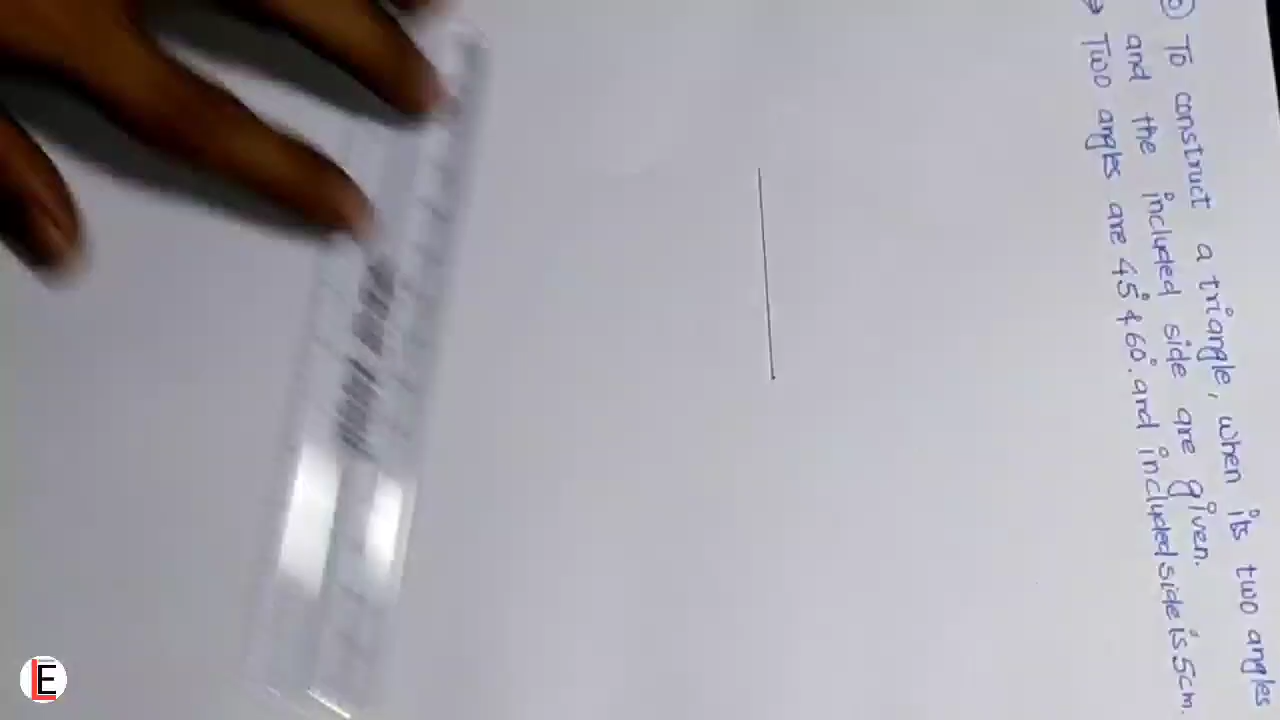 To construct a triangle, when its two angles
and the included side are given.
→ Two angles are 45° & 60°. and included side is 5cm.
LE